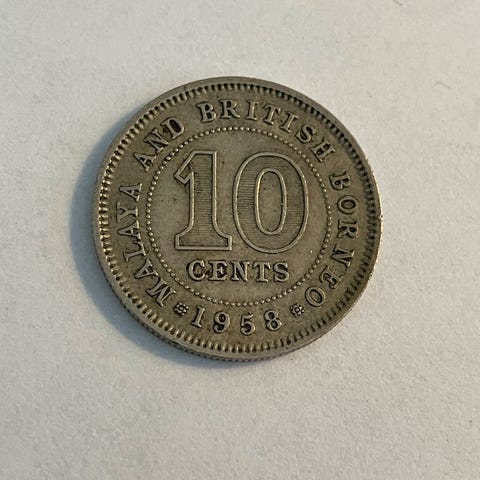 MALAYA AND BRITISH BORNEO
10
CENTS
1958